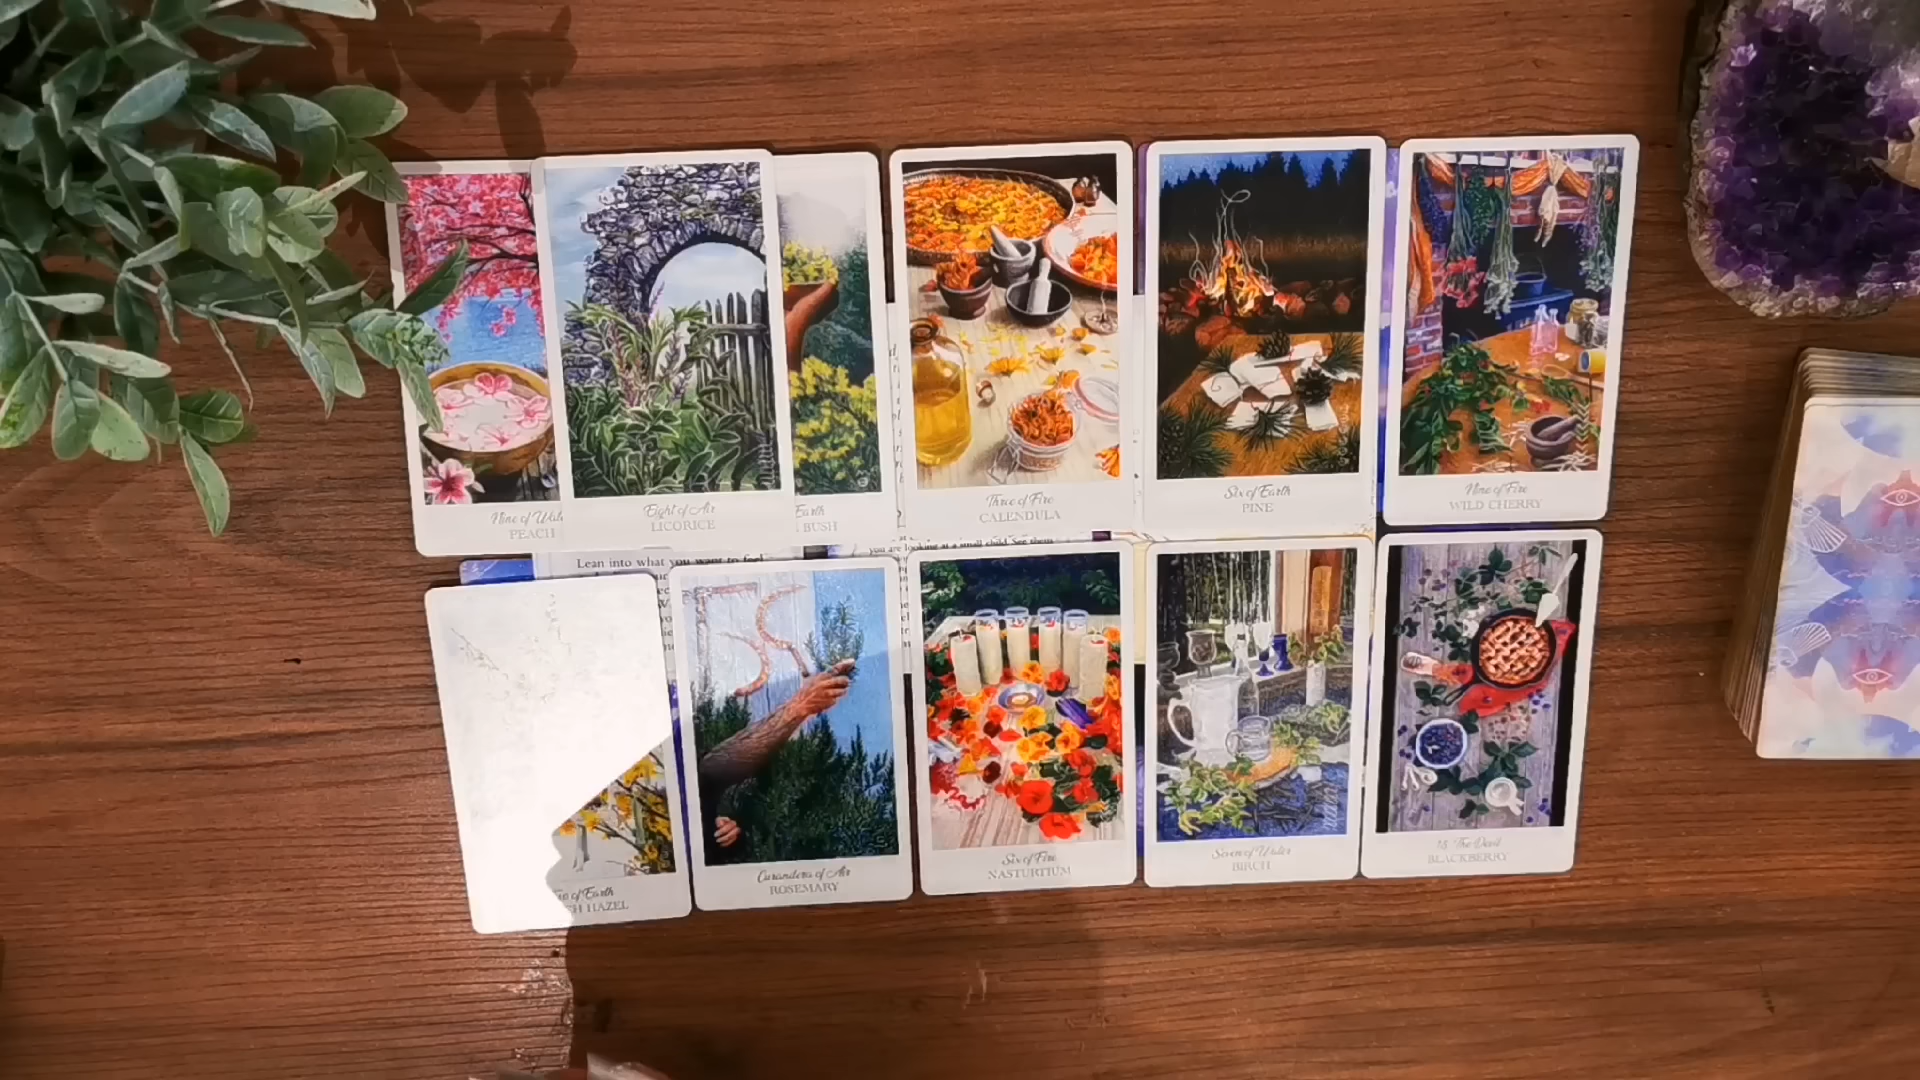 Nine of Wate
PEACH
Eight of Air
LICORICE
Earth
BUSH
Three of Fire
CALENDULA
Six of Earth
PINE
Nine of Fire
WILD CHERRY
Lean into what you want to feel
you are looking at a small child. See them
of Earth
H HAZEL
Curandera of Air
ROSEMARY
Six of Fire
NASTURTIUM
Seven of Water
BIRCH
15 The Devil
BLACKBERRY